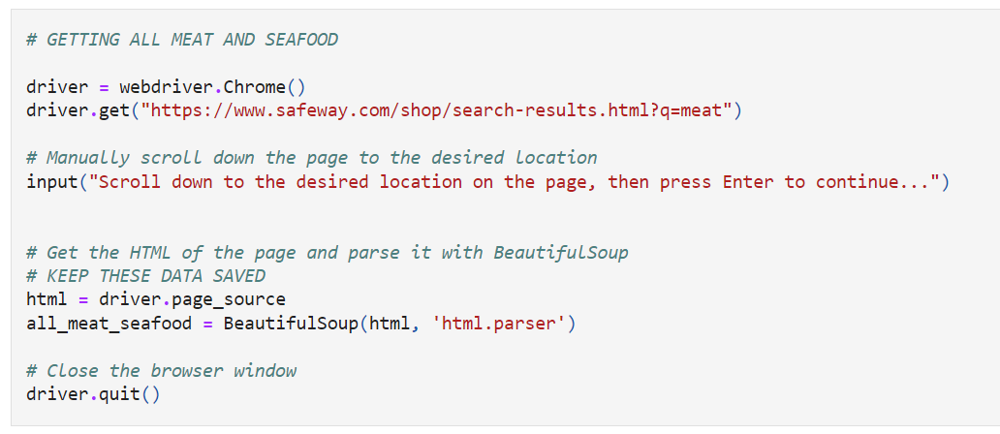 # GETTING ALL MEAT AND SEAFOOD
driver = webdriver.Chrome()
driver.get("https://www.safeway.com/shop/search-results.html?q=meat")
# Manually scroll down the page to the desired location
input("Scroll down to the desired location on the page, then press Enter to continue...")
# Get the HTML of the page and parse it with BeautifulSoup
# KEEP THESE DATA SAVED
html = driver.page_source
all_meat_seafood = BeautifulSoup(html, 'html.parser')
# Close the browser window
driver.quit()